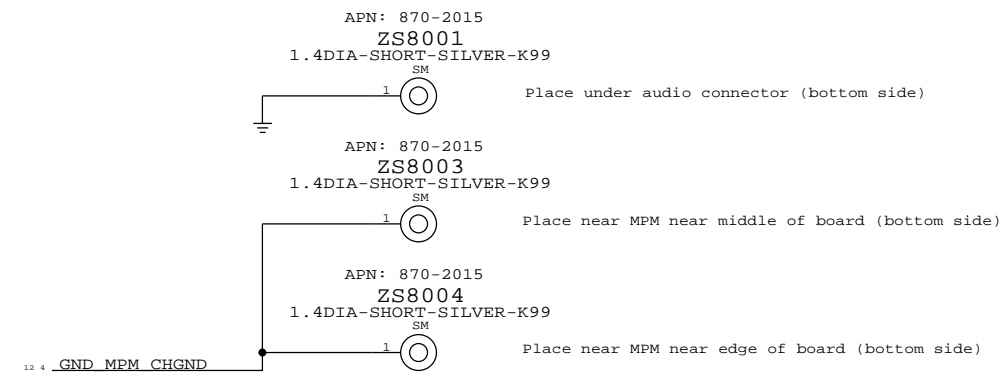 APN: 870-2015
ZS8001
1.4DIA-SHORT-SILVER-K99
SM
1
Place under audio connector (bottom side)
APN: 870-2015
ZS8003
1.4DIA-SHORT-SILVER-K99
SM
1
Place near MPM near middle of board (bottom side)
APN: 870-2015
ZS8004
1.4DIA-SHORT-SILVER-K99
SM
1
Place near MPM near edge of board (bottom side)
12 4 GND MPM CHGND